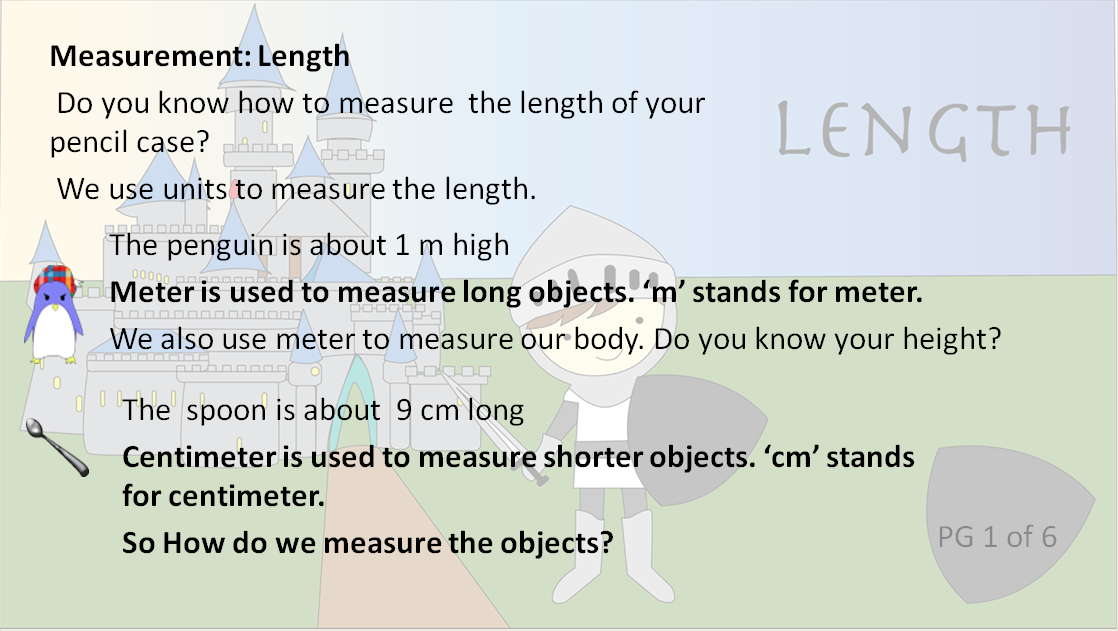 Measurement: Length
LENGTH
Do you know how to measure the length of your
pencil case?
We use units to measure the length.
The penguin is about 1 m high
Meter is used to measure long objects. ‘m’ stands for meter.
We also use meter to measure our body. Do you know your height?
The spoon is about 9 cm long
Centimeter is used to measure shorter objects. ‘cm’ stands
for centimeter.
So How do we measure the objects?
PG 1 of 6